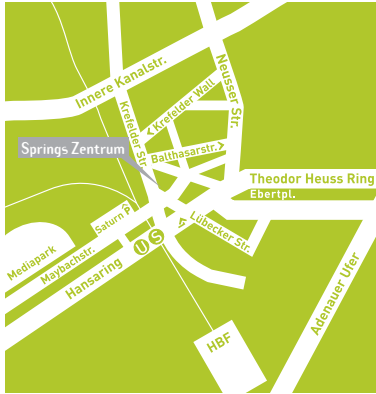 Innere Kanalstr.
Neusser Str.
Krefelder Wall
Krefelder Str.
Balthasarstr.
Springs Zentrum
Theodor Heuss Ring
Ebertpl.
Saturn P
Lübecker Str.
Mediapark
Maybachstr.
Hansaring
U S
Adenauer Ufer
HBF